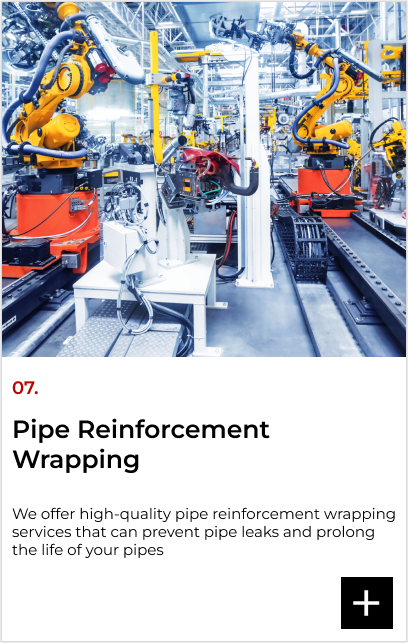 07.
Pipe Reinforcement
Wrapping
We offer high-quality pipe reinforcement wrapping
services that can prevent pipe leaks and prolong
the life of your pipes